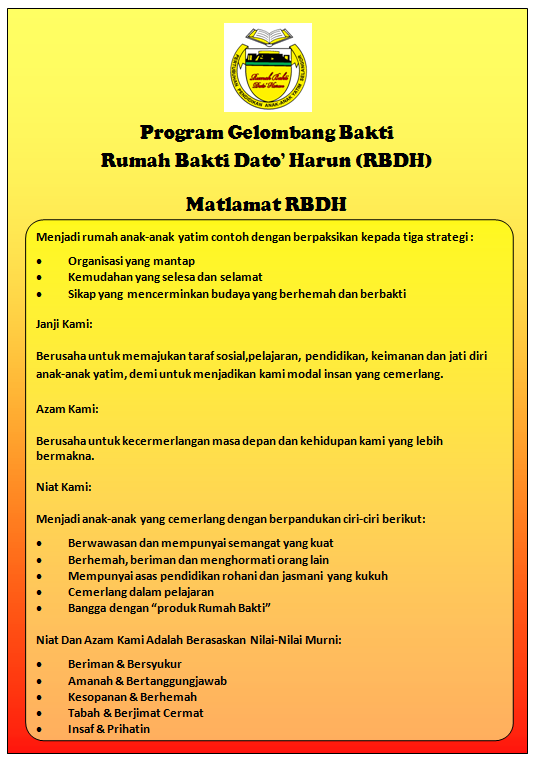 PERTUBUHAN PENDIDIKAN ANAK-ANAK YATIM SELANGOR
Rumah Bakti
Dato' Harun
Program Gelombang Bakti
Rumah Bakti Dato’ Harun (RBDH)
Matlamat RBDH
Menjadi rumah anak-anak yatim contoh dengan berpaksikan kepada tiga strategi :
• Organisasi yang mantap
• Kemudahan yang selesa dan selamat
• Sikap yang mencerminkan budaya yang berhemah dan berbakti
Janji Kami:
Berusaha untuk memajukan taraf sosial,pelajaran, pendidikan, keimanan dan jati diri
anak-anak yatim, demi untuk menjadikan kami modal insan yang cemerlang.
Azam Kami:
Berusaha untuk kecermerlangan masa depan dan kehidupan kami yang lebih
bermakna.
Niat Kami:
Menjadi anak-anak yang cemerlang dengan berpandukan ciri-ciri berikut:
• Berwawasan dan mempunyai semangat yang kuat
• Berhemah, beriman dan menghormati orang lain
• Mempunyai asas pendidikan rohani dan jasmani yang kukuh
• Cemerlang dalam pelajaran
• Bangga dengan “produk Rumah Bakti”
Niat Dan Azam Kami Adalah Berasaskan Nilai-Nilai Murni:
• Beriman & Bersyukur
• Amanah & Bertanggungjawab
• Kesopanan & Berhemah
• Tabah & Berjimat Cermat
• Insaf & Prihatin